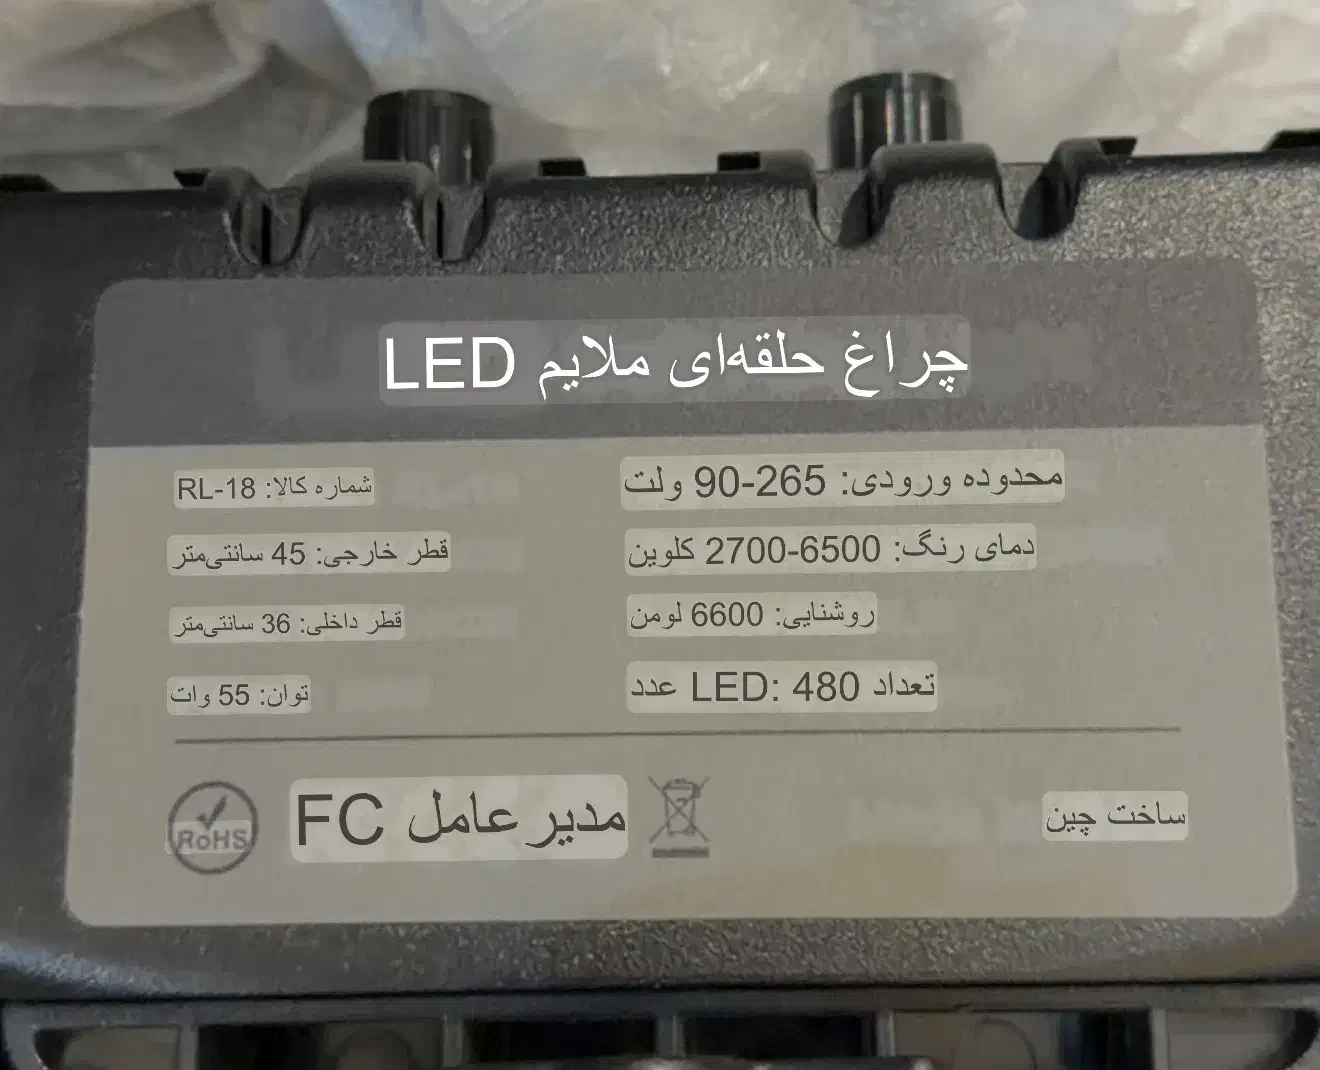 چراغ حلقه‌ای ملایم LED
محدوده ورودی: 90-265 ولت
شماره کالا: RL-18
دمای رنگ: 2700-6500 کلوین
قطر خارجی: 45 سانتی‌متر
روشنایی: 6600 لومن
قطر داخلی: 36 سانتی‌متر
تعداد LED: 480 عدد
توان: 55 وات
ساخت چین
مدیر عامل FC
RoHS